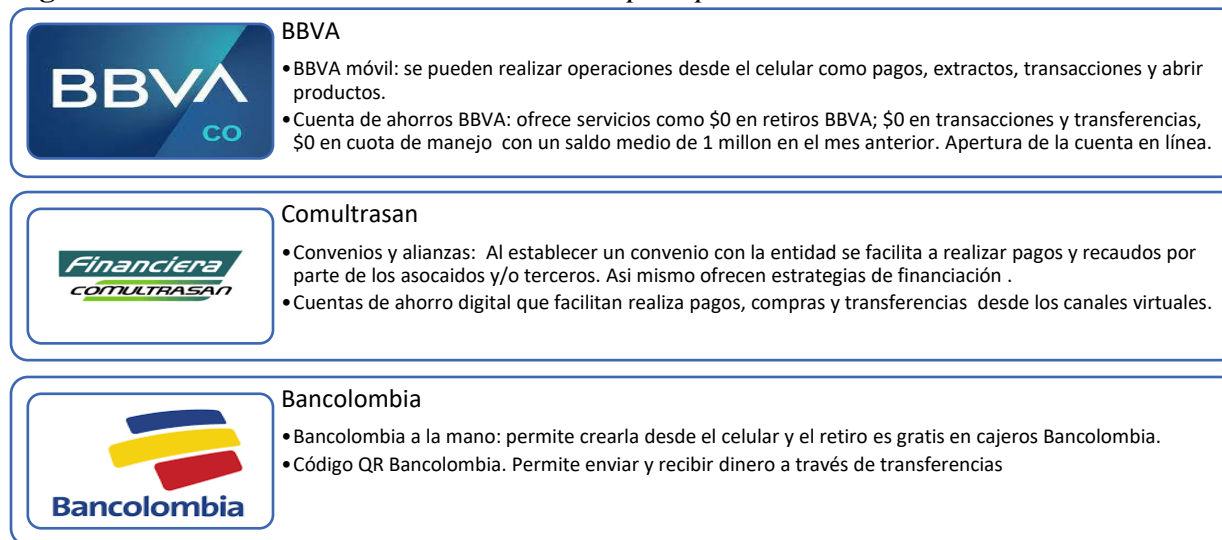 BBVA
CO
BBVA
•BBVA móvil: se pueden realizar operaciones desde el celular como pagos, extractos, transacciones y abrir
productos.
•Cuenta de ahorros BBVA: ofrece servicios como $0 en retiros BBVA; $0 en transacciones y transferencias,
$0 en cuota de manejo con un saldo medio de 1 millon en el mes anterior. Apertura de la cuenta en línea.
Financiera
COMULTRASAN
Comultrasan
•Convenios y alianzas: Al establecer un convenio con la entidad se facilita a realizar pagos y recaudos por
parte de los asocaidos y/o terceros. Asi mismo ofrecen estrategias de financiación .
•Cuentas de ahorro digital que facilitan realiza pagos, compras y transferencias desde los canales virtuales.
Bancolombia
Bancolombia
•Bancolombia a la mano: permite crearla desde el celular y el retiro es gratis en cajeros Bancolombia.
•Código QR Bancolombia. Permite enviar y recibir dinero a través de transferencias